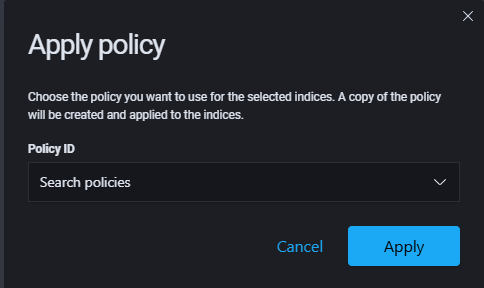 Apply policy
Choose the policy you want to use for the selected indices. A copy of the policy
will be created and applied to the indices.
Policy ID
Search policies
Cancel
Apply